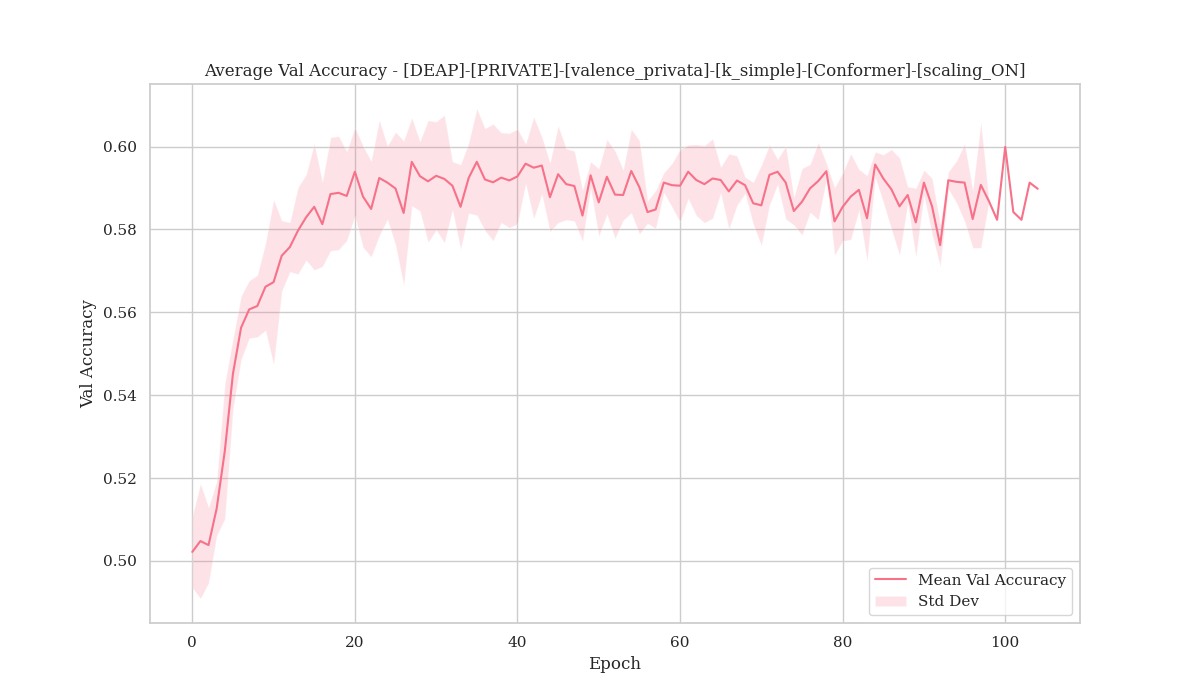 Average Val Accuracy - [DEAP]-[PRIVATE]-[valence_privata]-[k_simple]-[Conformer]-[scaling_ON]
Val Accuracy
0.60
0.58
0.56
0.54
0.52
0.50
0 20 40 60 80 100
Epoch
Mean Val Accuracy
Std Dev